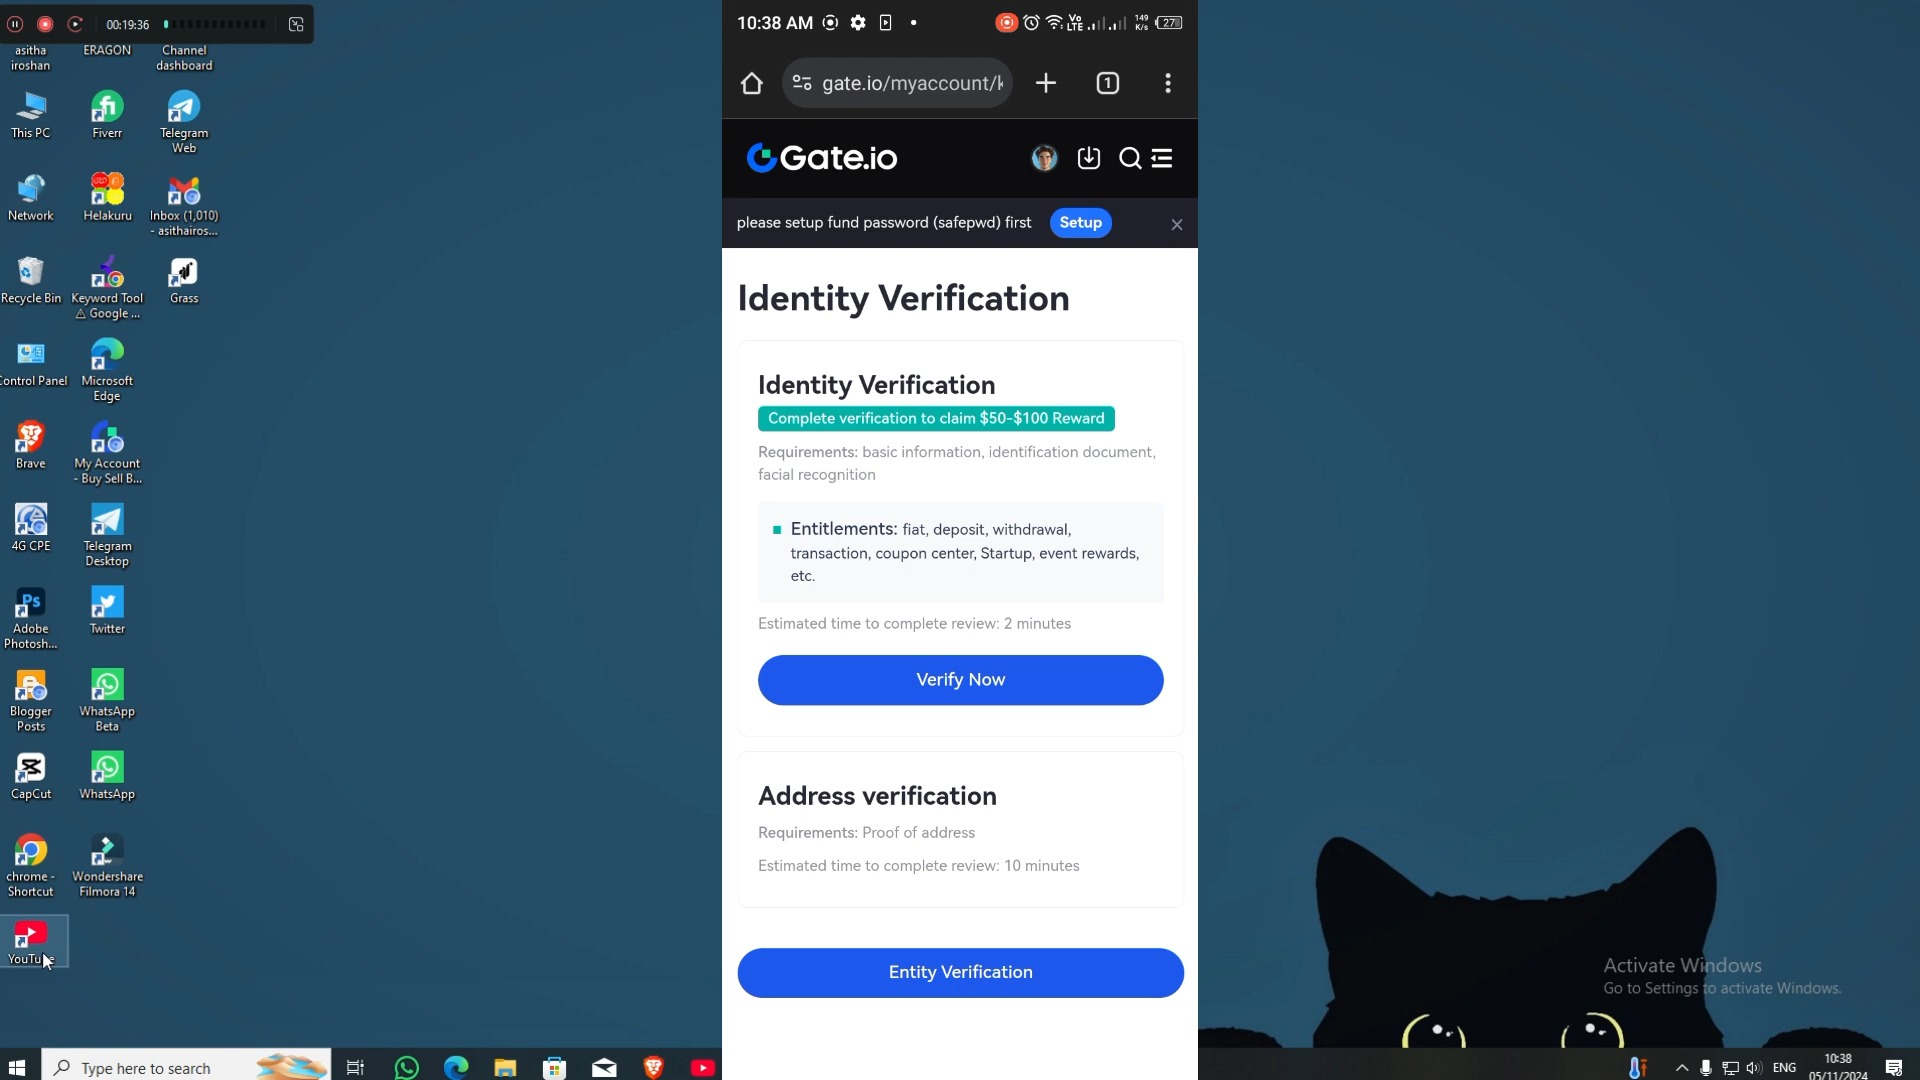 00:19:36
asitha
iroshan
ERAGON
Channel
dashboard
This PC
Fiverr
Telegram
Web
Network
Helakuru
Inbox (1,010)
- asithairos...
Recycle Bin
Keyword Tool
⚠ Google ...
Grass
Control Panel
Microsoft
Edge
Brave
My Account
- Buy Sell B...
4G CPE
Telegram
Desktop
Ps
Adobe
Photosh...
Twitter
Blogger
Posts
WhatsApp
Beta
CapCut
WhatsApp
chrome -
Shortcut
Wondershare
Filmora 14
YouTube
Type here to search
10:38 AM
Vo
LTE
149
K/s
27
gate.io/myaccount/k
1
Gate.io
please setup fund password (safepwd) first
Setup
Identity Verification
Identity Verification
Complete verification to claim $50-$100 Reward
Requirements: basic information, identification document,
facial recognition
Entitlements: fiat, deposit, withdrawal,
transaction, coupon center, Startup, event rewards,
etc.
Estimated time to complete review: 2 minutes
Verify Now
Address verification
Requirements: Proof of address
Estimated time to complete review: 10 minutes
Entity Verification
Activate Windows
Go to Settings to activate Windows.
ENG
10:38
05/11/2024